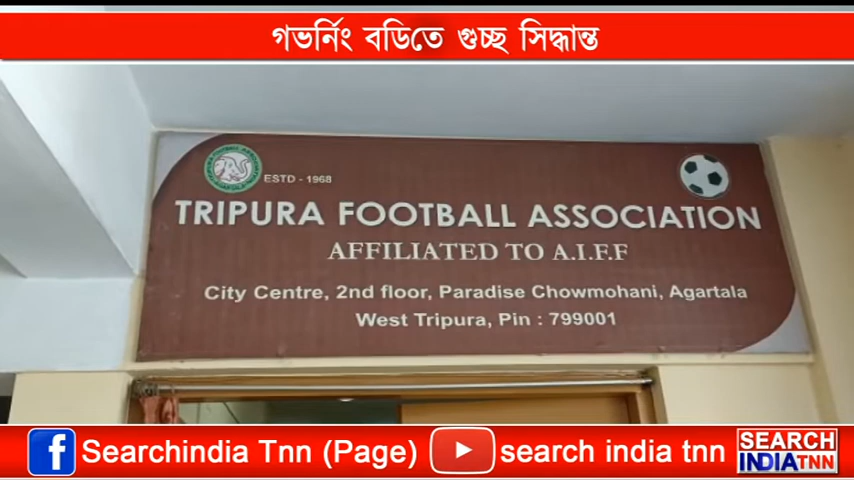 গভর্নিং বডিতে গুচ্ছ সিদ্ধান্ত
ESTD - 1968
TRIPURA FOOTBALL ASSOCIATION
AFFILIATED TO A.I.F.F
City Centre, 2nd floor, Paradise Chowmohani, Agartala
West Tripura, Pin : 799001
f Searchindia Tnn (Page) search india tnn
SEARCH
INDIATNN